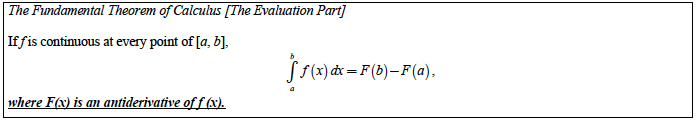 The Fundamental Theorem of Calculus [The Evaluation Part]
If f is continuous at every point of [a, b],
∫ₐᵇ f(x) dx = F(b) − F(a),
where F(x) is an antiderivative of f (x).